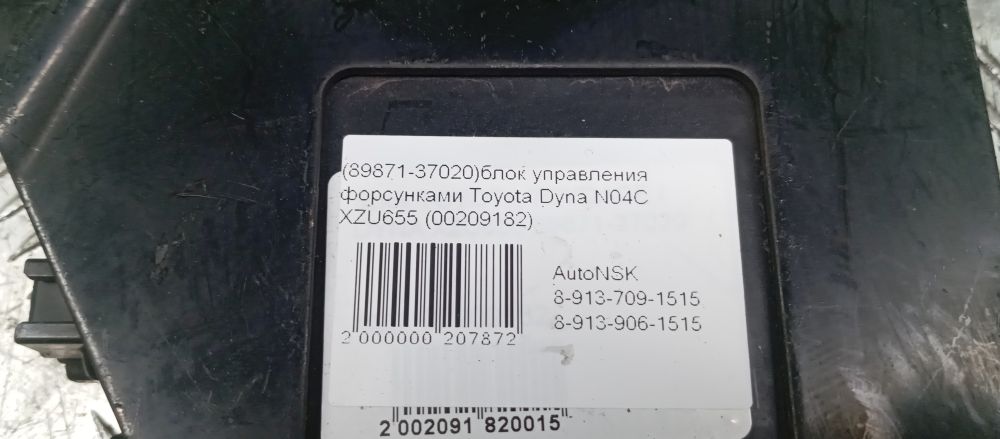 (89871-37020)блок управления
форсунками Toyota Dyna N04C
XZU655 (00209182)
AutoNSK
8-913-709-1515
8-913-906-1515
2 000000 207872
2 002091 820015